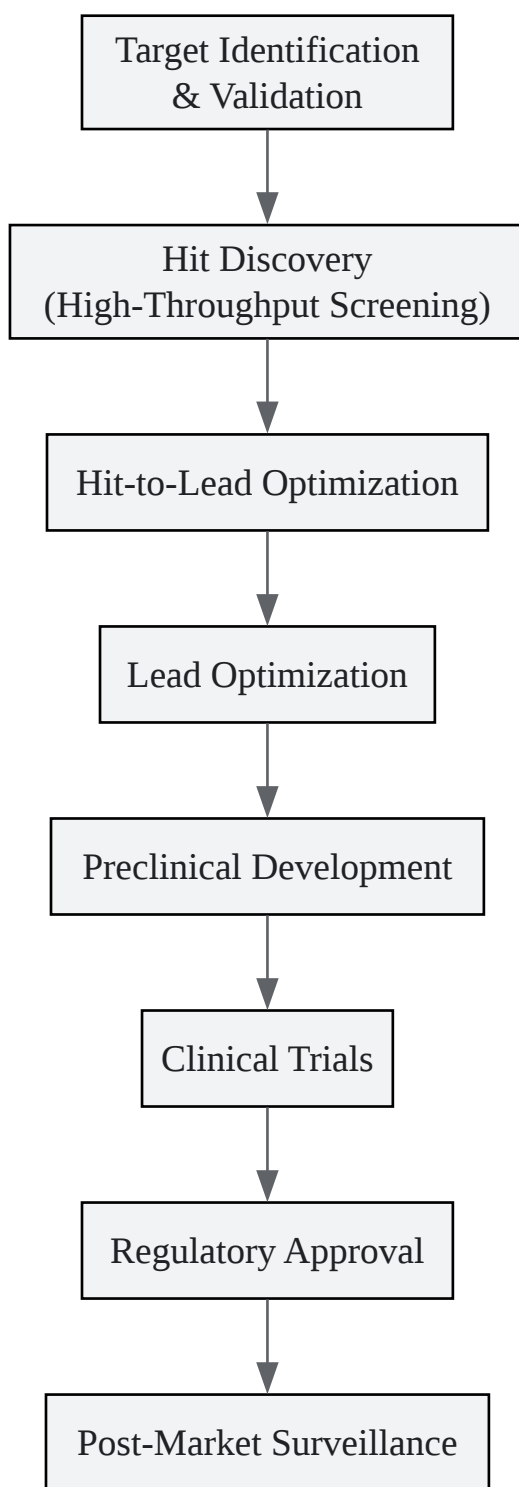 Target Identification
& Validation
Hit Discovery
(High-Throughput Screening)
Hit-to-Lead Optimization
Lead Optimization
Preclinical Development
Clinical Trials
Regulatory Approval
Post-Market Surveillance